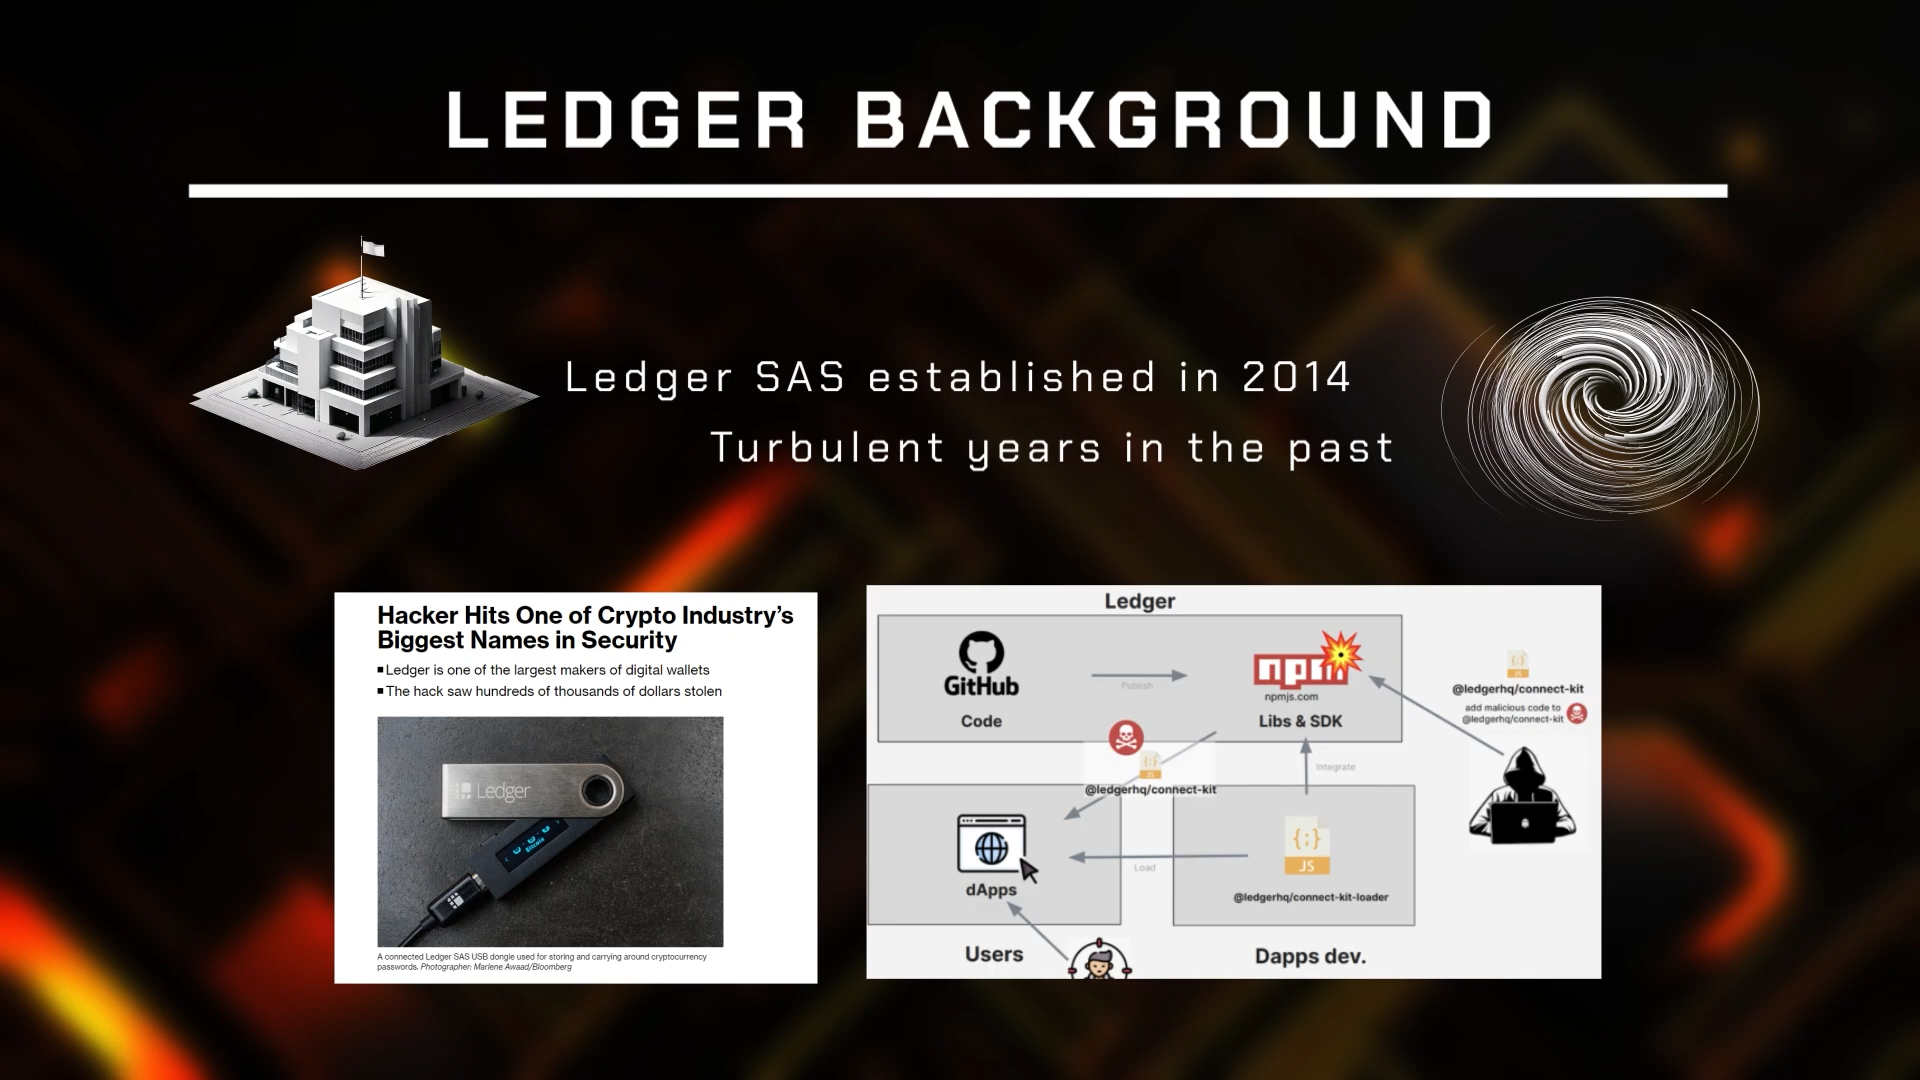 LEDGER BACKGROUND
Ledger SAS established in 2014
Turbulent years in the past
Hacker Hits One of Crypto Industry's
Biggest Names in Security
■ Ledger is one of the largest makers of digital wallets
■ The hack saw hundreds of thousands of dollars stolen
Ledger
Bitcoin
A connected Ledger SAS USB dongle used for storing and carrying around cryptocurrency
passwords. Photographer: Marlene Awaad/Bloomberg
Ledger
GitHub
Code
Publish
npm
npmjs.com
Libs & SDK
JS
@ledgerhq/connect-kit
add malicious code to
@ledgerhq/connect-kit
JS
@ledgerhq/connect-kit
Integrate
dApps
Load
{:}
JS
@ledgerhq/connect-kit-loader
Users
Dapps dev.